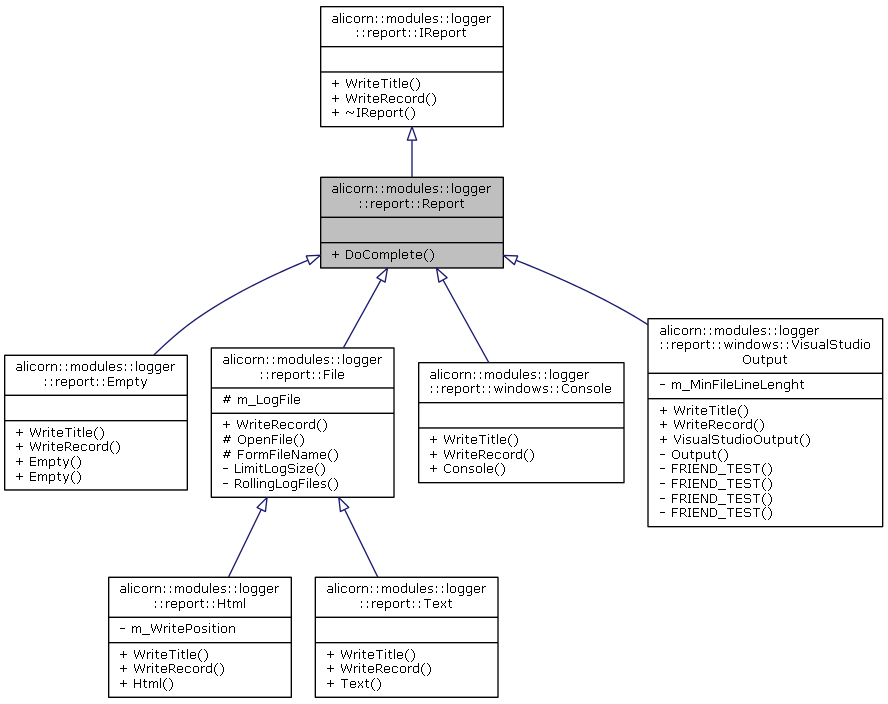 alicorn::modules::logger
::report::IReport
+ WriteTitle()
+ WriteRecord()
+ ~IReport()
alicorn::modules::logger
::report::Report
+ DoComplete()
alicorn::modules::logger
::report::Empty
+ WriteTitle()
+ WriteRecord()
+ Empty()
+ Empty()
alicorn::modules::logger
::report::File
# m_LogFile
+ WriteRecord()
# OpenFile()
# FormFileName()
- LimitLogSize()
- RollingLogFiles()
alicorn::modules::logger
::report::windows::Console
+ WriteTitle()
+ WriteRecord()
+ Console()
alicorn::modules::logger
::report::windows::VisualStudio
Output
- m_MinFileLineLenght
+ WriteTitle()
+ WriteRecord()
+ VisualStudioOutput()
- Output()
- FRIEND_TEST()
- FRIEND_TEST()
- FRIEND_TEST()
- FRIEND_TEST()
alicorn::modules::logger
::report::Html
- m_WritePosition
+ WriteTitle()
+ WriteRecord()
+ Html()
alicorn::modules::logger
::report::Text
+ WriteTitle()
+ WriteRecord()
+ Text()